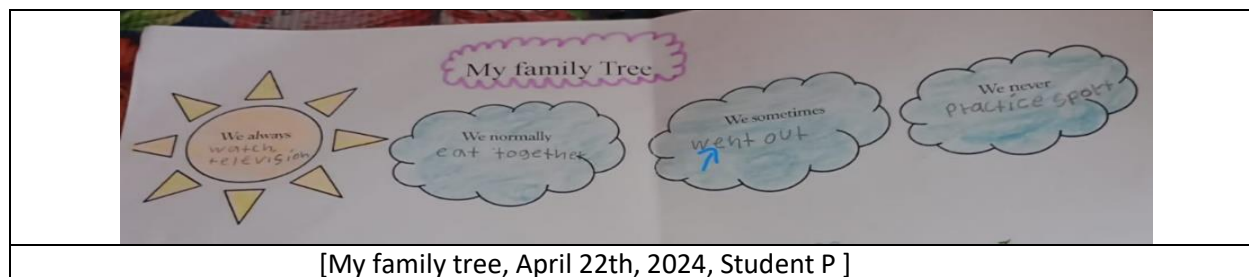 My family Tree
We always
watch
television
We normally
eat together
We sometimes
went out
We never
practice sport
[My family tree, April 22th, 2024, Student P ]